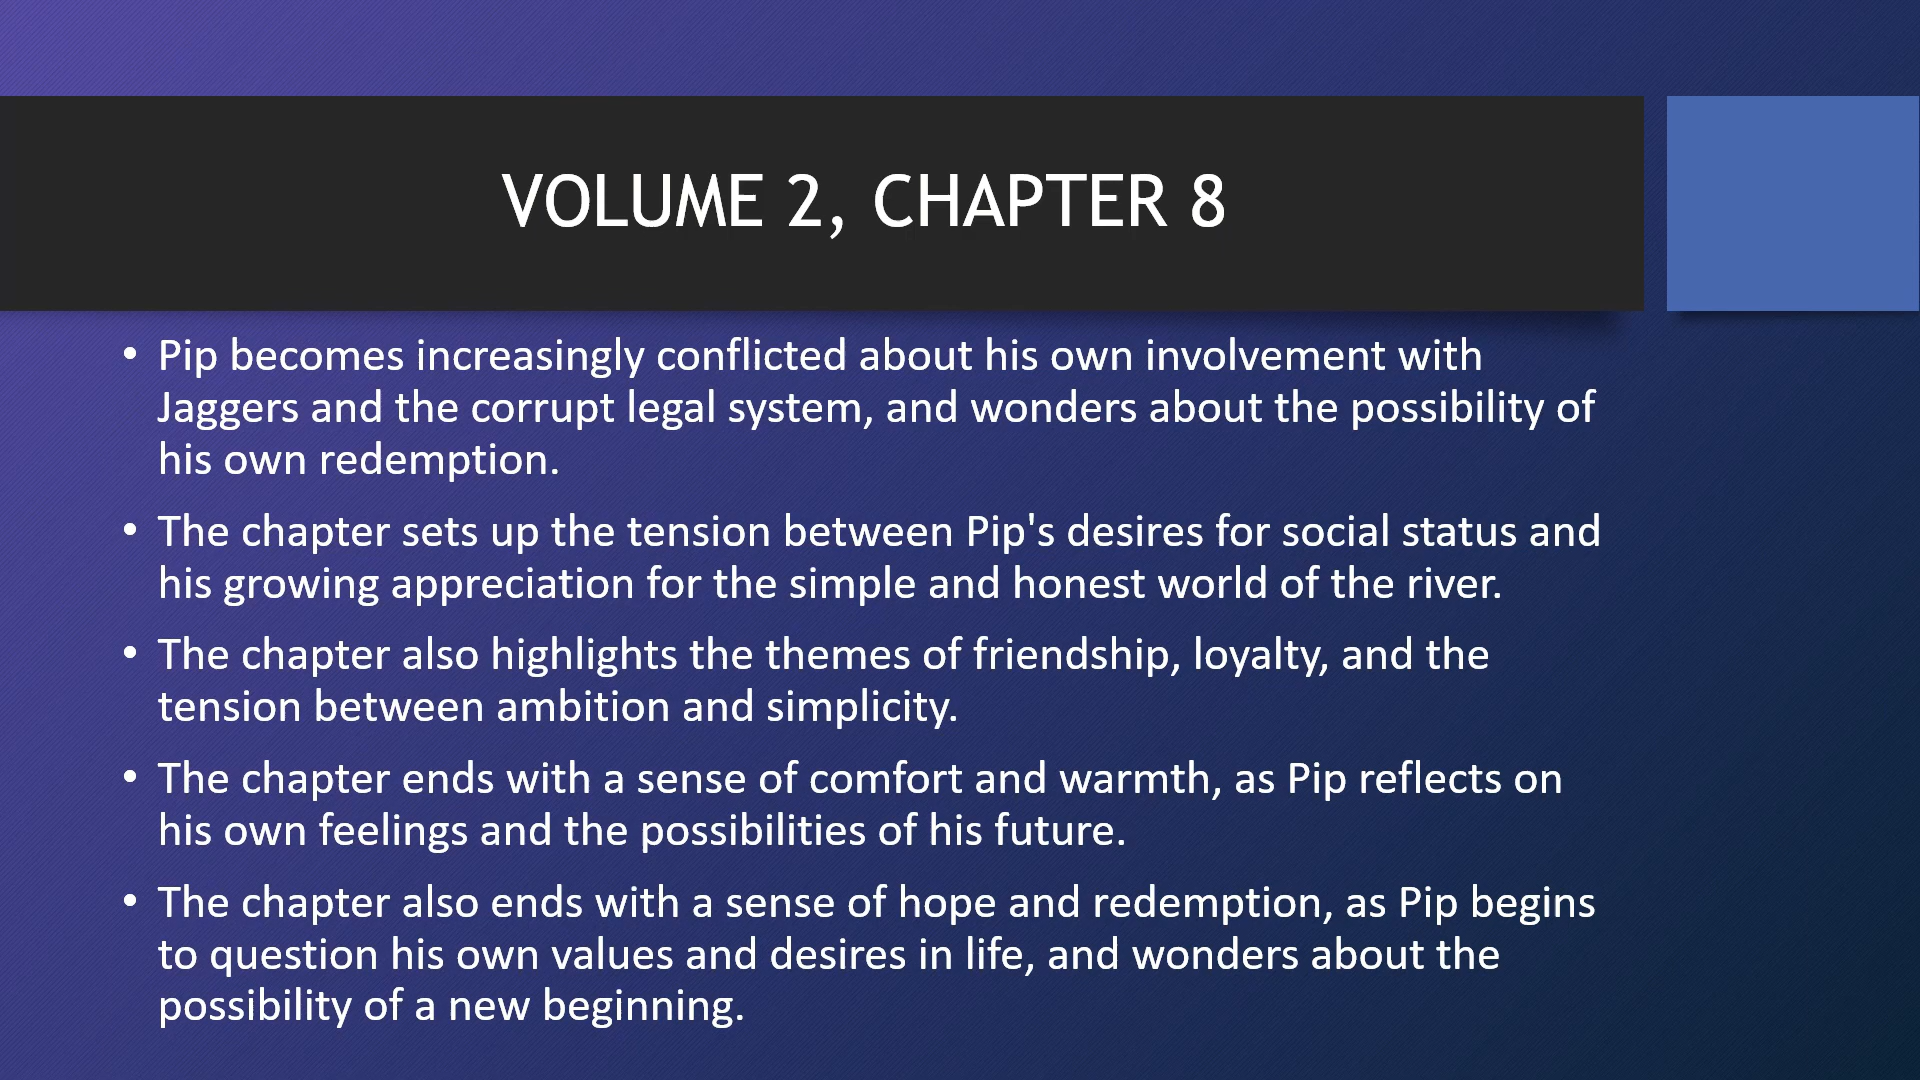 VOLUME 2, CHAPTER 8
• Pip becomes increasingly conflicted about his own involvement with
Jaggers and the corrupt legal system, and wonders about the possibility of
his own redemption.
• The chapter sets up the tension between Pip's desires for social status and
his growing appreciation for the simple and honest world of the river.
• The chapter also highlights the themes of friendship, loyalty, and the
tension between ambition and simplicity.
• The chapter ends with a sense of comfort and warmth, as Pip reflects on
his own feelings and the possibilities of his future.
• The chapter also ends with a sense of hope and redemption, as Pip begins
to question his own values and desires in life, and wonders about the
possibility of a new beginning.